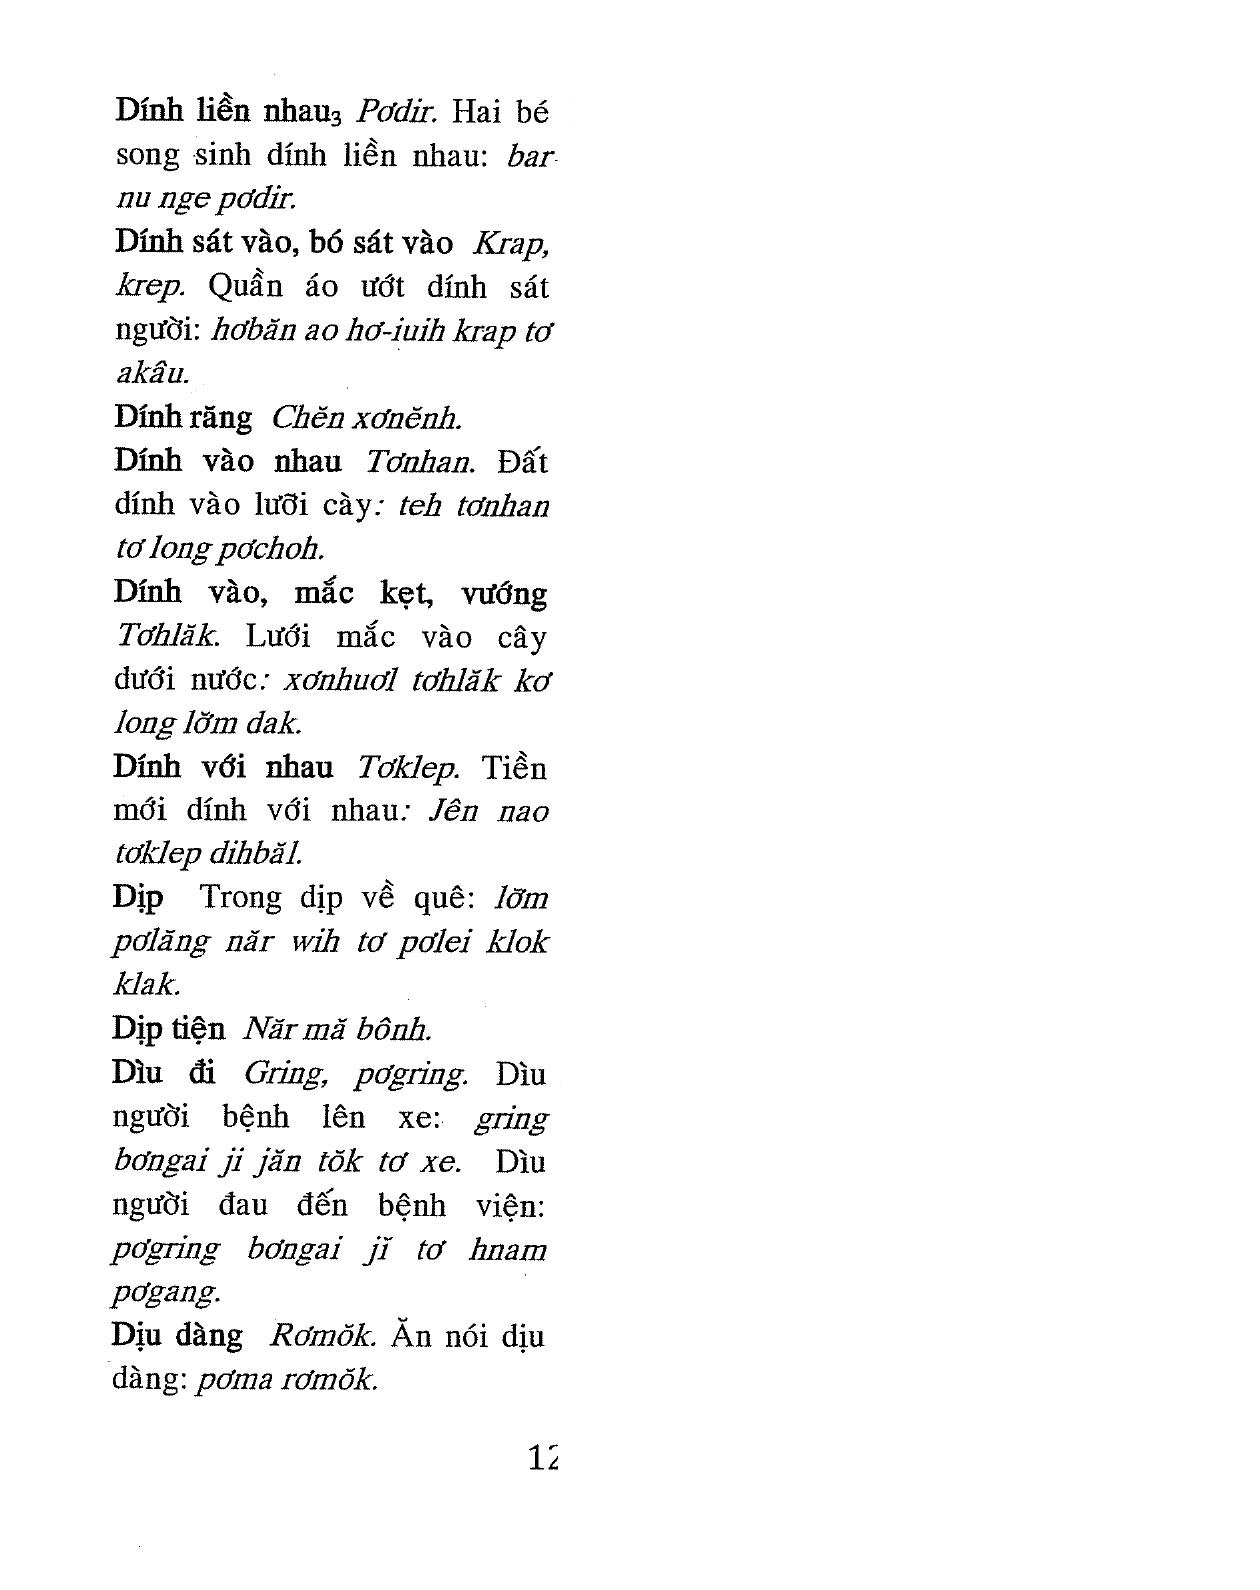 Dính liền nhau₃ Pơdir. Hai bé
song sinh dính liền nhau: bar
nu nge pơdir.
Dính sát vào, bó sát vào Krap,
krep. Quần áo ướt dính sát
người: hơbăn ao hơ-iuih krap tơ
akâu.
Dính răng Chĕn xơnĕnh.
Dính vào nhau Tơnhan. Đất
dính vào lưỡi cày: teh tơnhan
tơ long pơchoh.
Dính vào, mắc kẹt, vướng
Tơhlăk. Lưới mắc vào cây
dưới nước: xơnhuơl tơhlăk kơ
long lơ̆m dak.
Dính với nhau Tơklep. Tiền
mới dính với nhau: Jên nao
tơklep dihbăl.
Dịp Trong dịp về quê: lơ̆m
pơlăng năr wih tơ pơlei klok
klak.
Dịp tiện Năr mă bônh.
Dìu đi Gring, pơgring. Dìu
người bệnh lên xe: gring
bơngai ji jăn tŏk tơ xe. Dìu
người đau đến bệnh viện:
pơgring bơngai jĭ tơ hnam
pơgang.
Dịu dàng Rơmŏk. Ăn nói dịu
dàng: pơma rơmŏk.